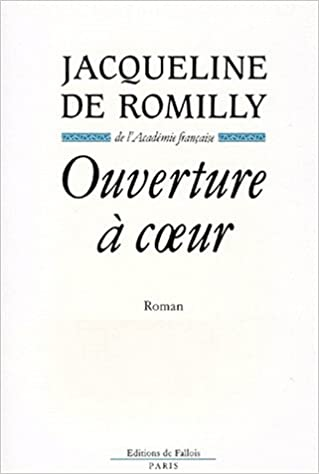 JACQUELINE
DE ROMILLY
de l'Académie française
Ouverture
à cœur
Roman
Editions de Fallois
PARIS